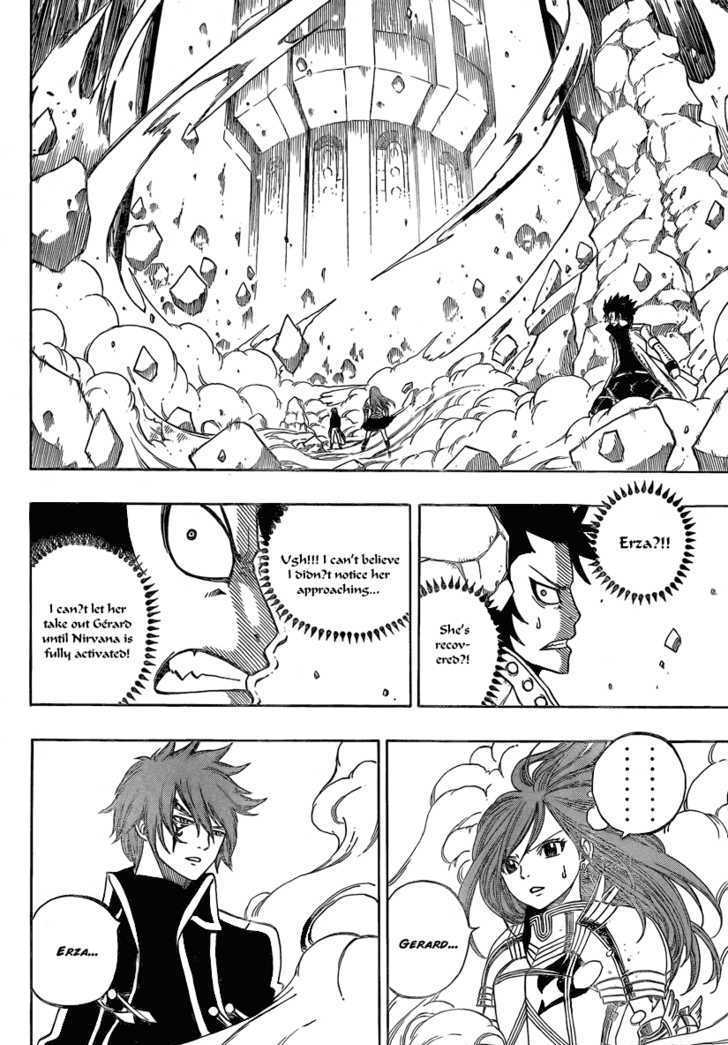 Erza?!!
She's
recov-
ered?!
Ugh!!! I can't believe
I didn?t notice her
approaching...
I can?t let her
take out Gérard
until Nirvana is
fully activated!
......
Gerard...
Erza...